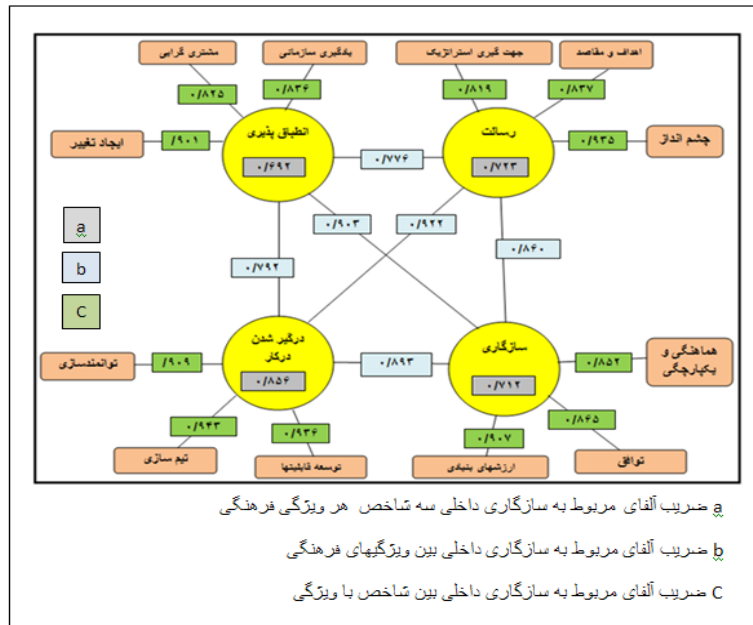 اهداف و مقاصد
جهت گیری استراتژیک
یادگیری سازمانی
مشتری گرایی
۰/۸۳۷
۰/۸۱۹
۰/۸۳۶
۰/۸۲۵
چشم انداز
۰/۹۳۵
رسالت
۰/۷۲۳
۰/۷۷۶
انطباق پذیری
۰/۶۹۲
/۹۰۱
ایجاد تغییر
۰/۹۲۲
۰/۹۰۳
a
۰/۸۶۰
۰/۷۹۲
b
C
هماهنگی و
یکپارچگی
۰/۸۵۲
سازگاری
۰/۷۱۲
۰/۸۹۳
درگیر شدن
درکار
۰/۸۵۶
/۹۰۹
توانمندسازی
۰/۸۶۵
۰/۹۰۷
۰/۹۳۶
۰/۹۴۳
توافق
ارزشهای بنیادی
توسعه قابلیتها
تیم سازی
a ضریب آلفای مربوط به سازگاری داخلی سه شاخص هر ویژگی فرهنگی
b ضریب آلفای مربوط به سازگاری داخلی بین ویژگیهای فرهنگی
C ضریب آلفای مربوط به سازگاری داخلی بین شاخص با ویژگی